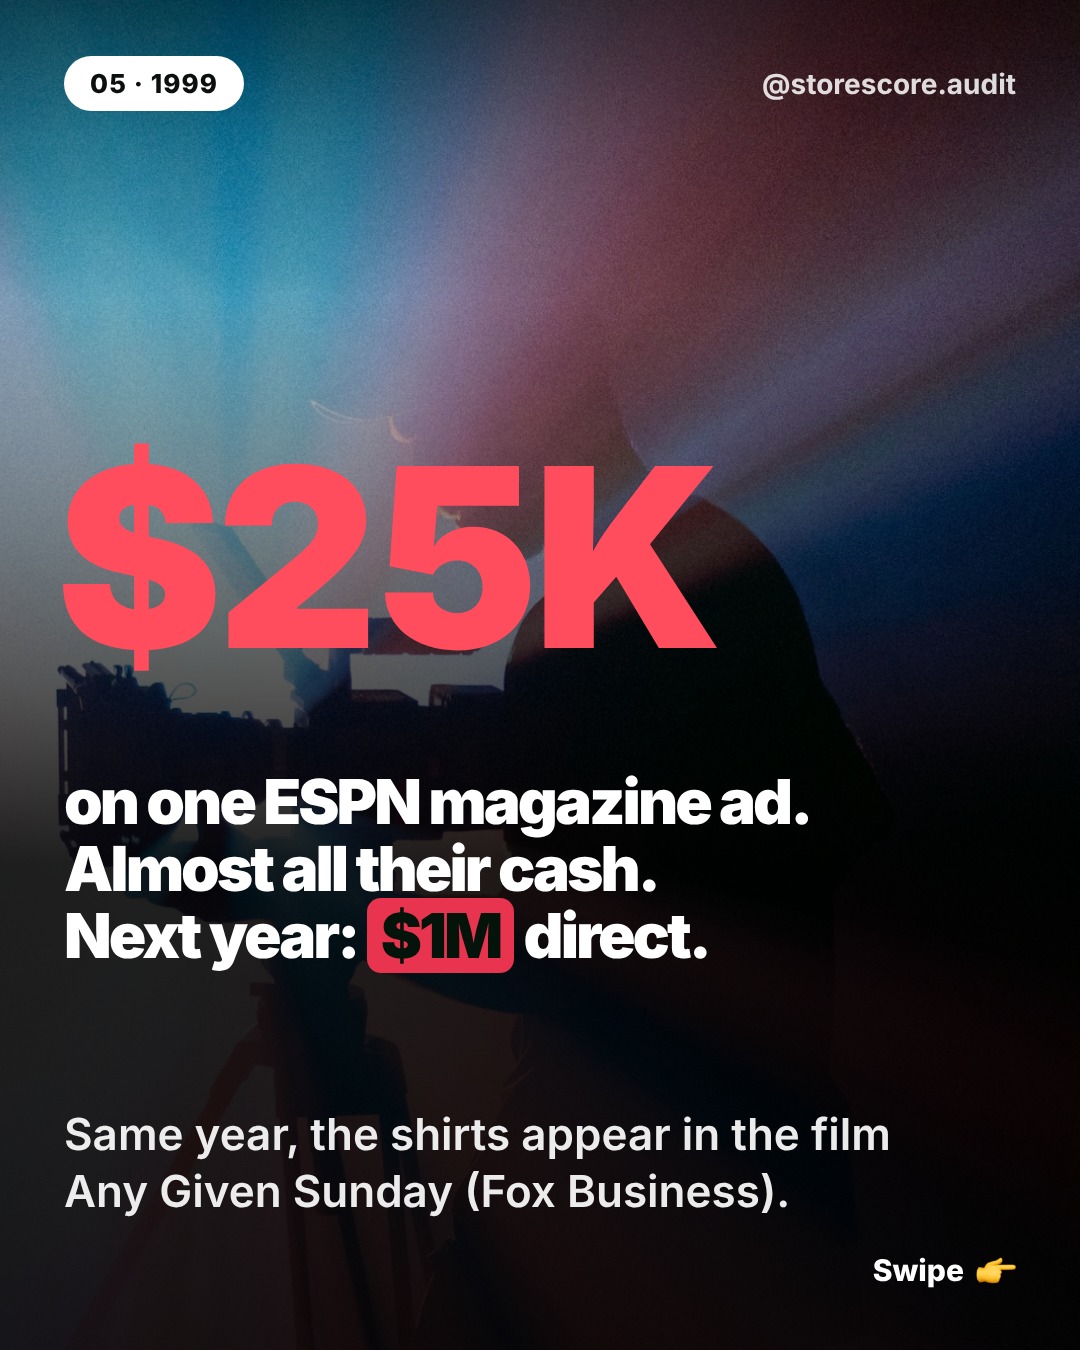 05 · 1999
@storescore.audit
$25K
on one ESPN magazine ad.
Almost all their cash.
Next year: $1M direct.
Same year, the shirts appear in the film
Any Given Sunday (Fox Business).
Swipe 👉